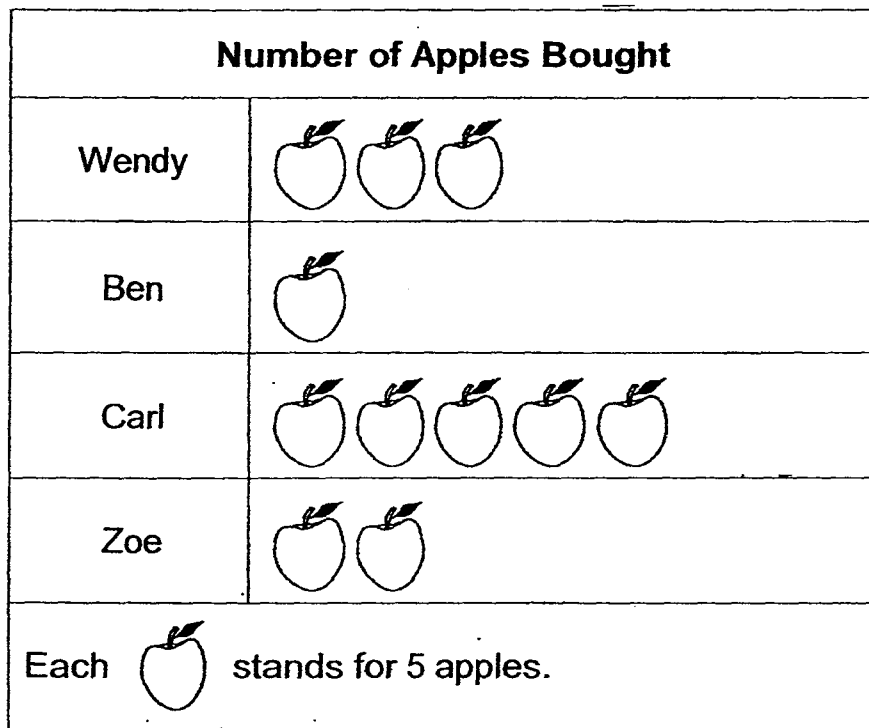 Number of Apples Bought
Wendy
Ben
Carl
Zoe
Each stands for 5 apples.